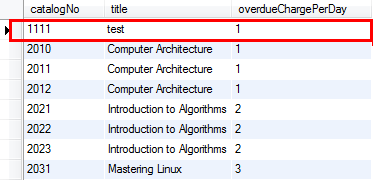 catalogNo title overdueChargePerDay
1111 test 1
2010 Computer Architecture 1
2011 Computer Architecture 1
2012 Computer Architecture 1
2021 Introduction to Algorithms 2
2022 Introduction to Algorithms 2
2023 Introduction to Algorithms 2
2031 Mastering Linux 3